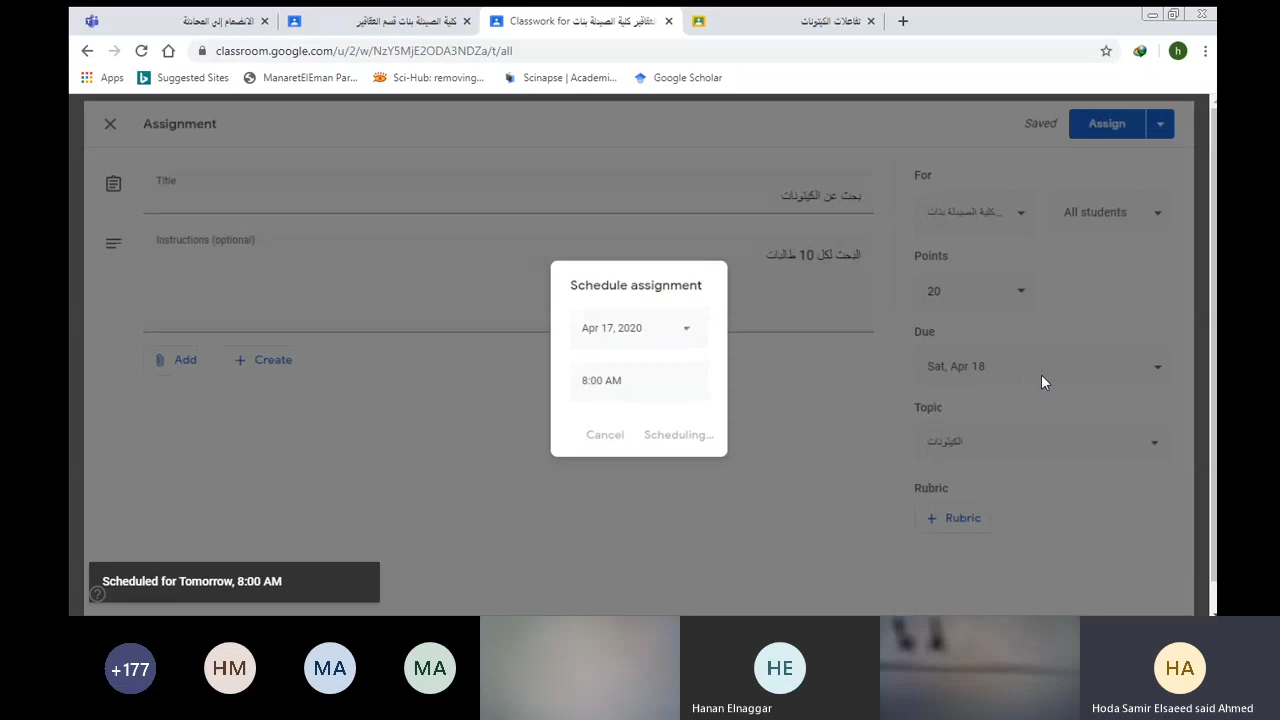 الانضمام إلى المحادثة
كلية الصيدلة بنات قسم العقاقير
Classwork for العقاقير كلية الصيدلة بنات
تفاعلات الكيتونات
classroom.google.com/u/2/w/NzY5MjE2ODA3NDZa/t/all
h
Apps
Suggested Sites
ManaretElEman Par...
Sci-Hub: removing...
Scinapse | Academi...
Google Scholar
Assignment
Saved
Assign
Title
بحث عن الكيتونات
Instructions (optional)
البحث لكل 10 طالبات
Add
Create
For
كلية الصيدلة بنات...
All students
Points
20
Due
Sat, Apr 18
Topic
الكيتونات
Rubric
Rubric
Schedule assignment
Apr 17, 2020
8:00 AM
Cancel
Scheduling...
Scheduled for Tomorrow, 8:00 AM
+177
HM
MA
MA
HE
Hanan Elnaggar
HA
Hoda Samir Elsaeed said Ahmed